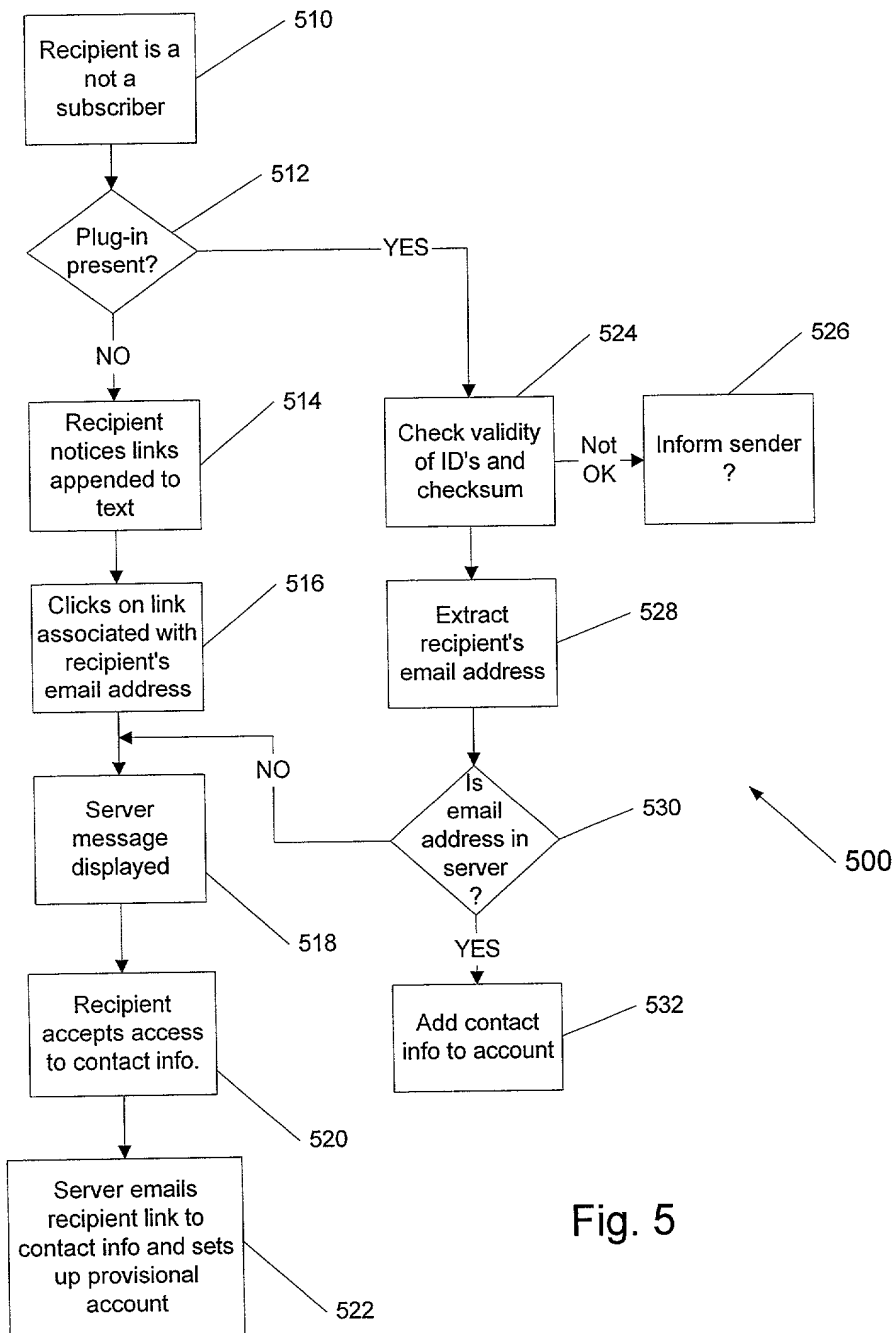 Recipient is a
not a
subscriber
510
512
Plug-in
present?
YES
NO
514
Recipient
notices links
appended to
text
524
Check validity
of ID's and
checksum
Not
OK
526
Inform sender
?
516
Clicks on link
associated with
recipient's
email address
528
Extract
recipient's
email address
NO
530
Is
email
address in
server
?
500
Server
message
displayed
518
YES
532
Add contact
info to account
Recipient
accepts access
to contact info.
520
Server emails
recipient link to
contact info and sets
up provisional
account
522
Fig. 5